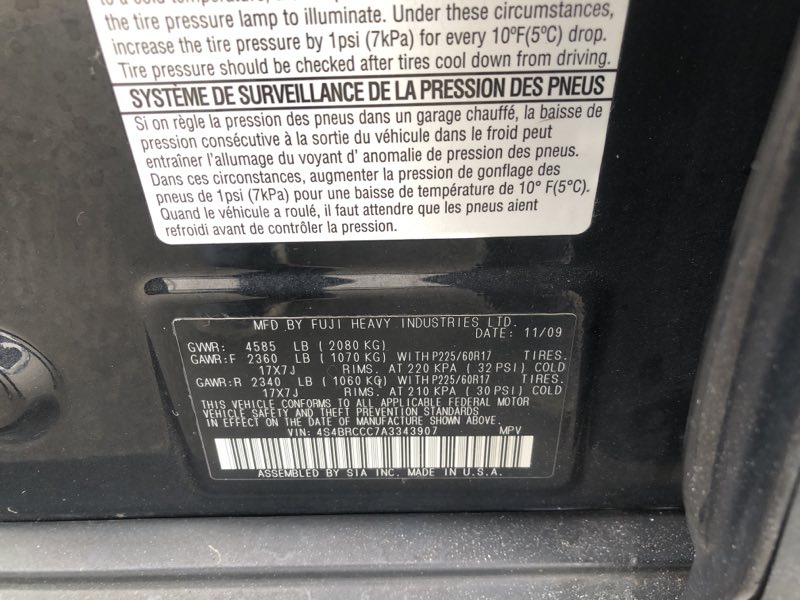 to a cold temperature,
the tire pressure lamp to illuminate. Under these circumstances,
increase the tire pressure by 1psi (7kPa) for every 10ºF(5ºC) drop.
Tire pressure should be checked after tires cool down from driving.
SYSTÈME DE SURVEILLANCE DE LA PRESSION DES PNEUS
Si on règle la pression des pneus dans un garage chauffé, la baisse de
pression consécutive à la sortie du véhicule dans le froid peut
entraîner l'allumage du voyant d' anomalie de pression des pneus.
Dans ces circonstances, augmenter la pression de gonflage des
pneus de 1psi (7kPa) pour une baisse de température de 10° F(5°C).
Quand le véhicule a roulé, il faut attendre que les pneus aient
refroidi avant de contrôler la pression.
MFD BY FUJI HEAVY INDUSTRIES LTD.
DATE: 11/09
GVWR: 4585 LB ( 2080 KG)
GAWR:F 2360 LB ( 1070 KG) WITH P225/60R17 TIRES.
17X7J RIMS. AT 220 KPA ( 32 PSI) COLD
GAWR:R 2340 LB ( 1060 KG) WITH P225/60R17 TIRES.
17X7J RIMS. AT 210 KPA ( 30 PSI) COLD
THIS VEHICLE CONFORMS TO ALL APPLICABLE FEDERAL MOTOR
VEHICLE SAFETY AND THEFT PREVENTION STANDARDS
IN EFFECT ON THE DATE OF MANUFACTURE SHOWN ABOVE.
VIN: 4S4BRCCC7A3343907 MPV
ASSEMBLED BY SIA INC. MADE IN U.S.A.